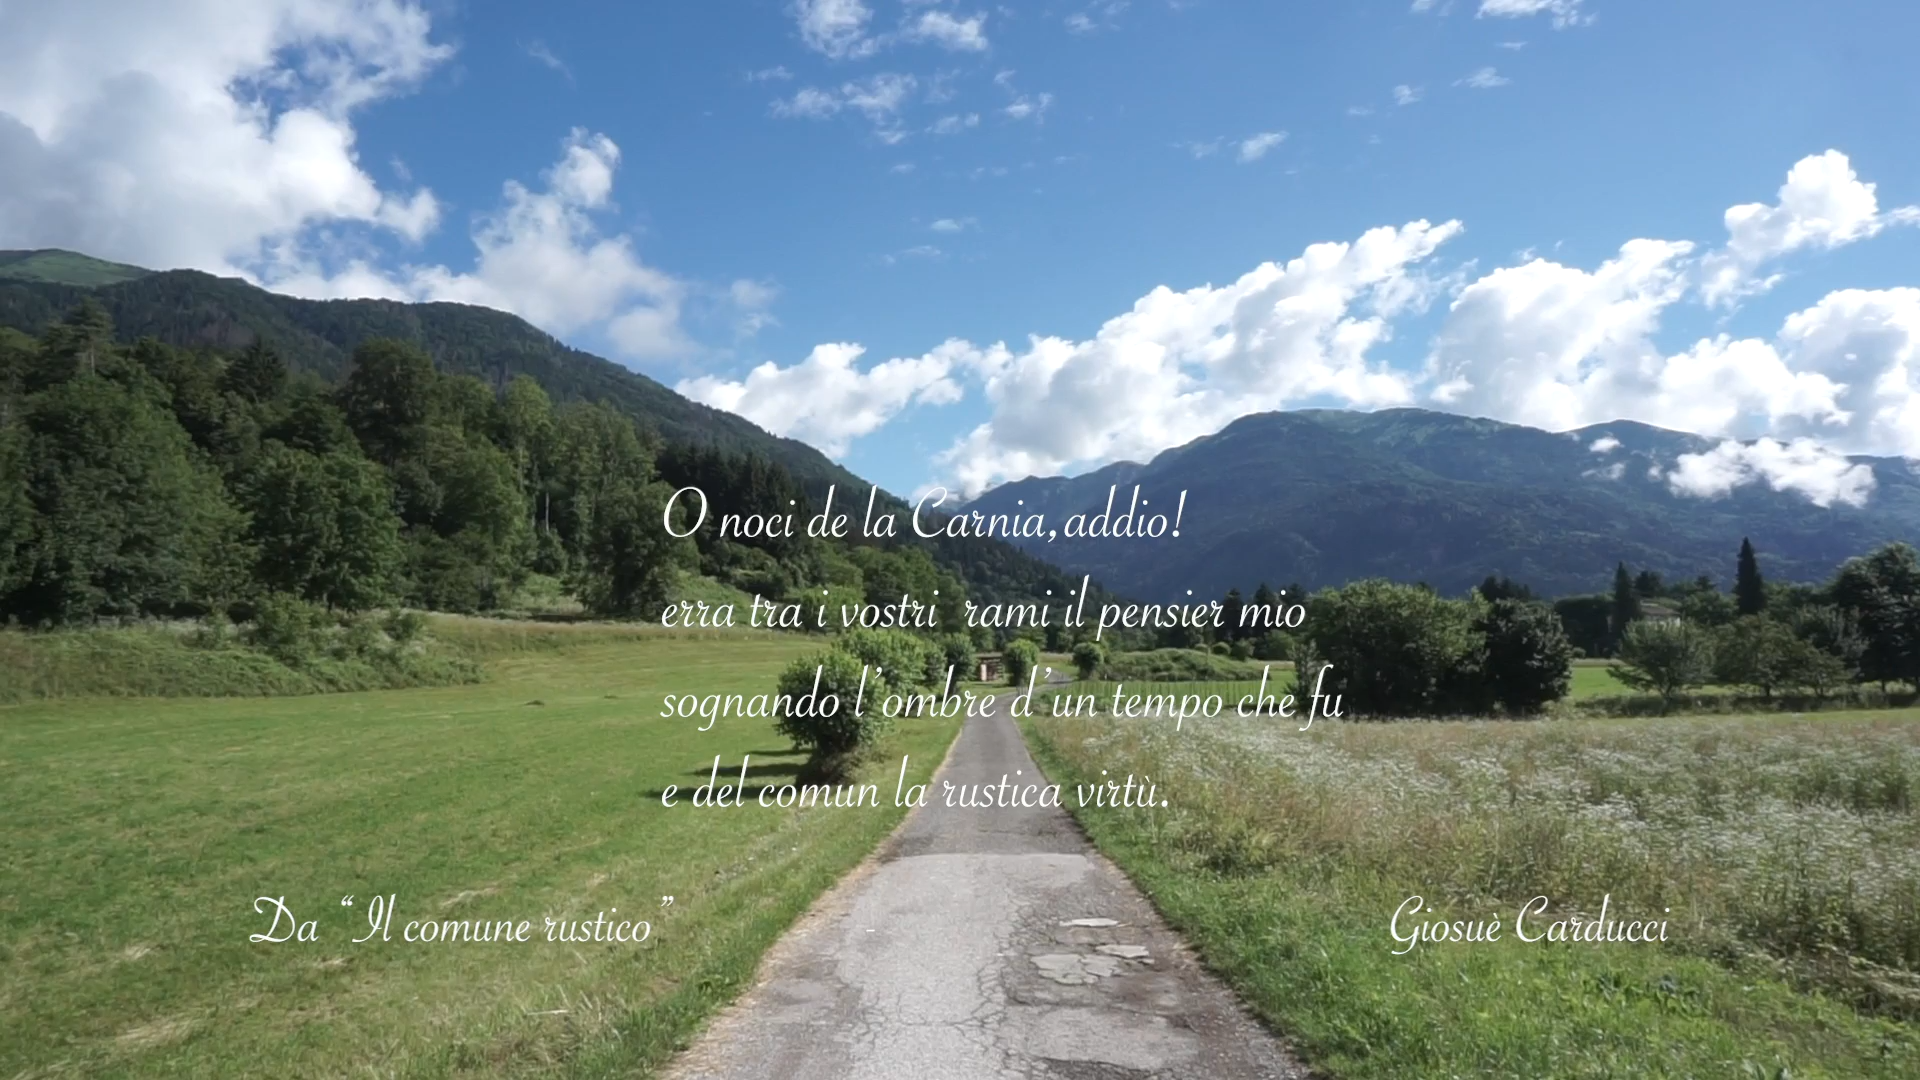 O noci de la Carnia, addio!
erra tra i vostri rami il pensier mio
sognando l'ombre d'un tempo che fu
e del comun la rustica virtù.
Da “Il comune rustico”
Giosuè Carducci